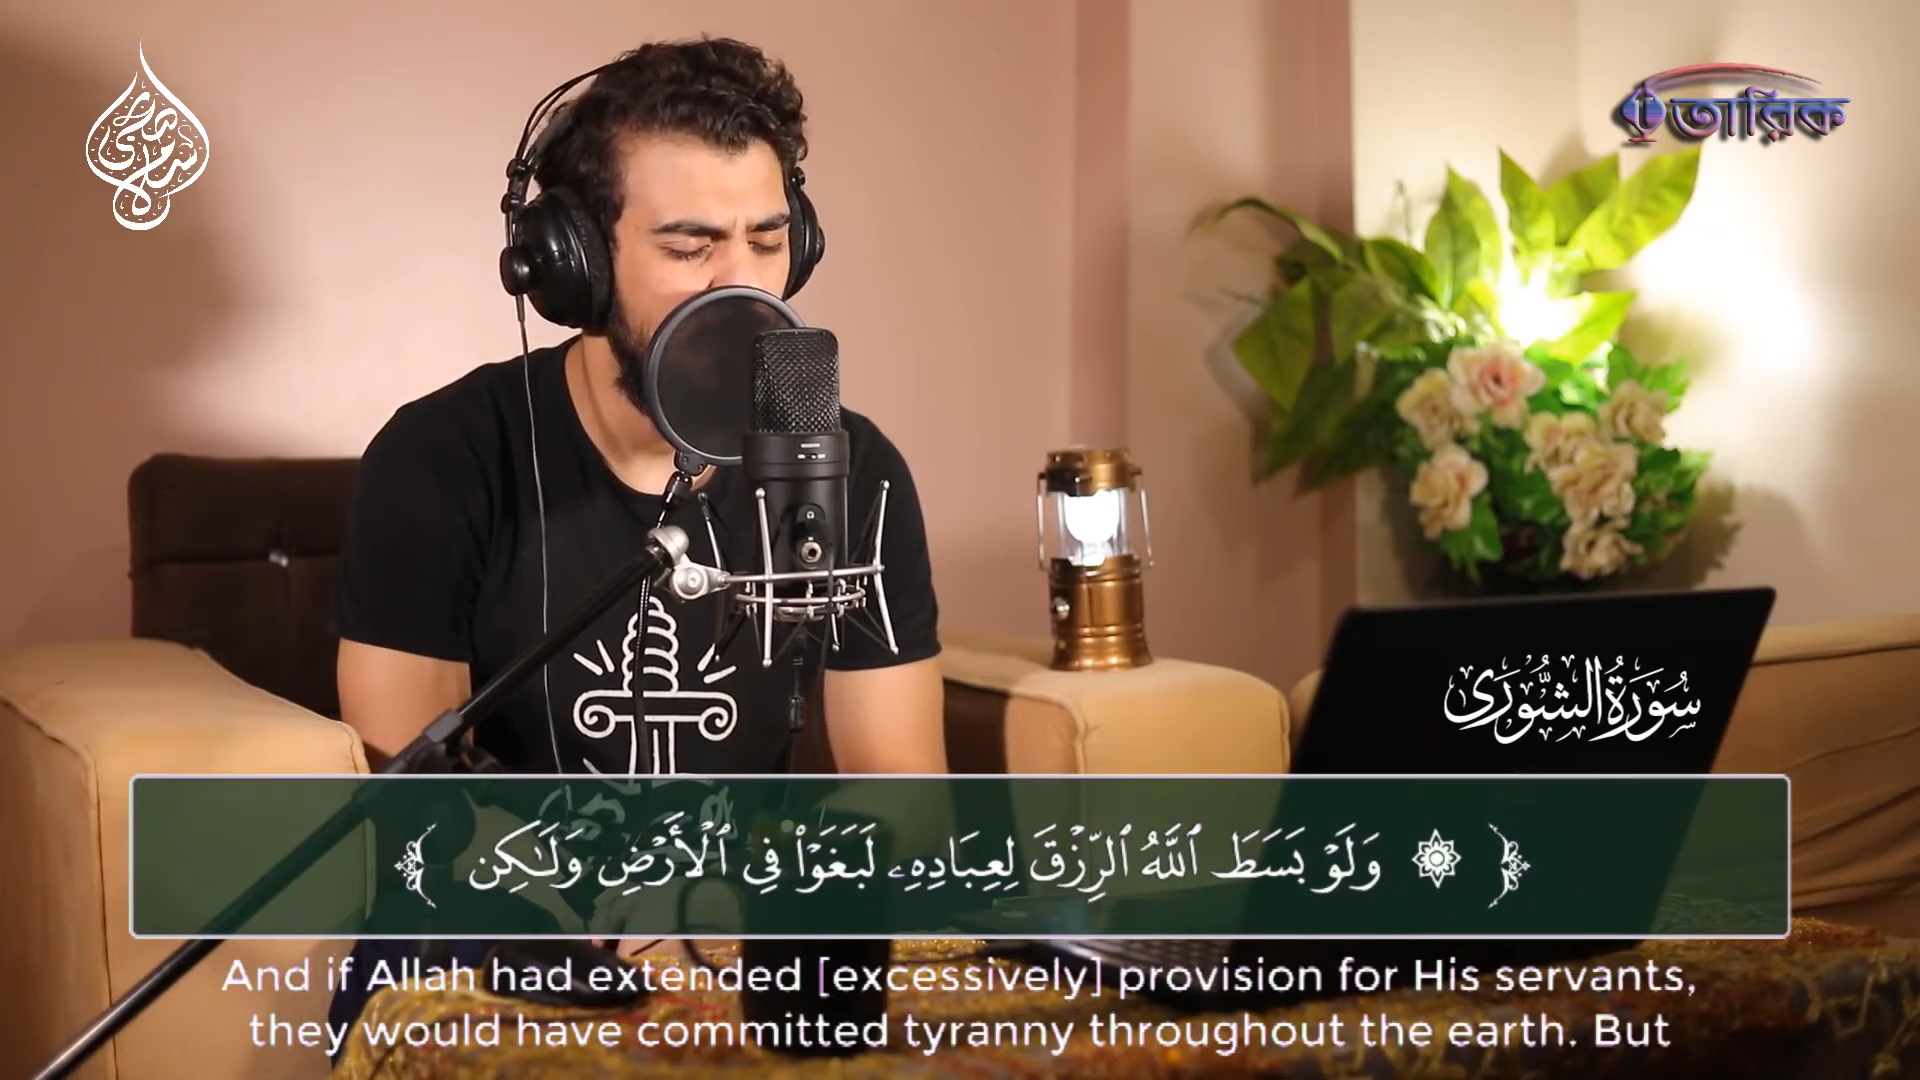 তারিক
سُورَةُ الشُّورَى
﴿ ۞ وَلَوْ بَسَطَ ٱللَّهُ ٱلرِّزْقَ لِعِبَادِهِۦ لَبَغَوْا۟ فِى ٱلْأَرْضِ وَلَـٰكِن ﴾
And if Allah had extended [excessively] provision for His servants,
they would have committed tyranny throughout the earth. But